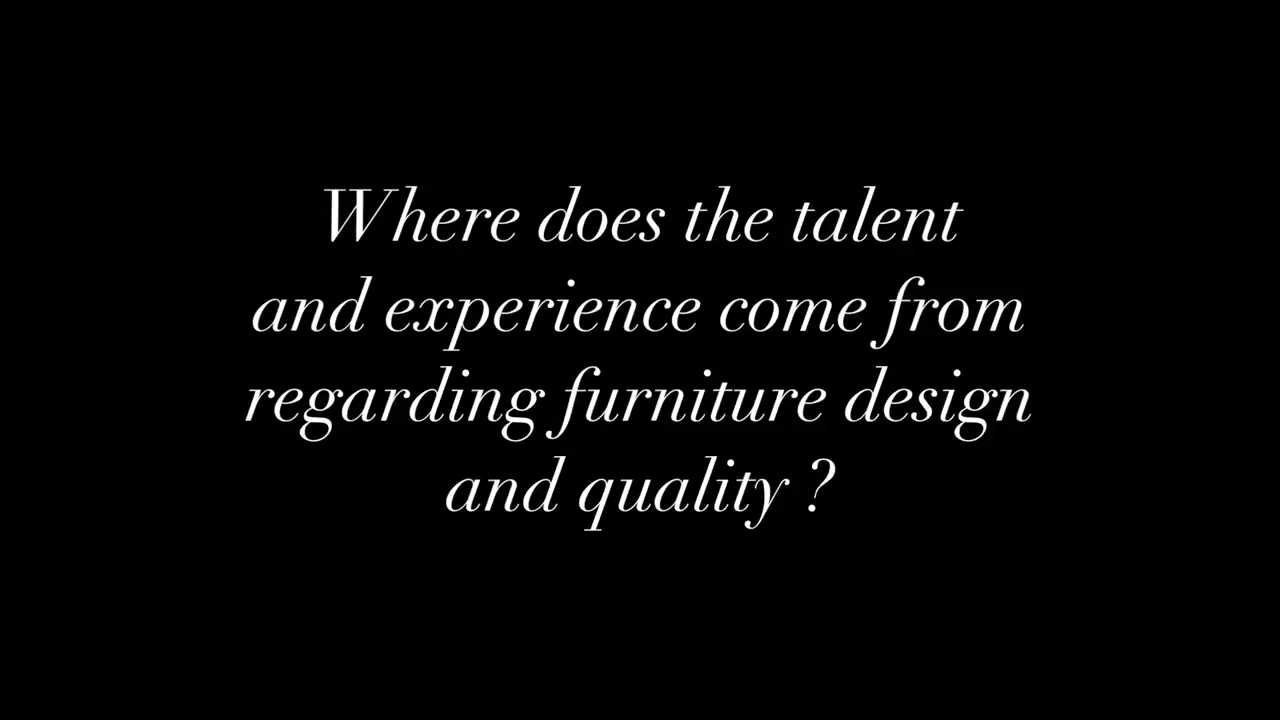 Where does the talent
and experience come from
regarding furniture design
and quality ?